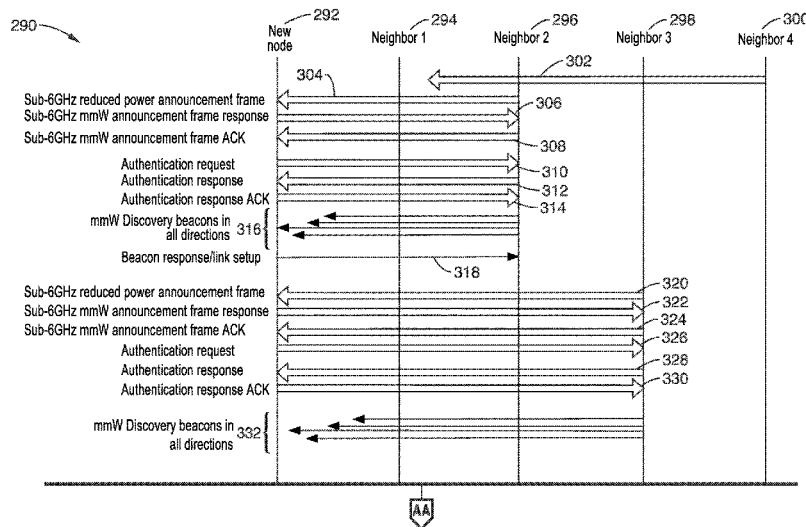 290
292
294
296
298
300
New node
Neighbor 1
Neighbor 2
Neighbor 3
Neighbor 4
302
304
Sub-6GHz reduced power announcement frame
306
Sub-6GHz mmW announcement frame response
Sub-6GHz mmW announcement frame ACK
308
Authentication request
310
Authentication response
312
Authentication response ACK
314
mmW Discovery beacons in all directions
316
Beacon response/link setup
318
Sub-6GHz reduced power announcement frame
320
Sub-6GHz mmW announcement frame response
322
Sub-6GHz mmW announcement frame ACK
324
Authentication request
326
Authentication response
328
Authentication response ACK
330
mmW Discovery beacons in all directions
332
AA